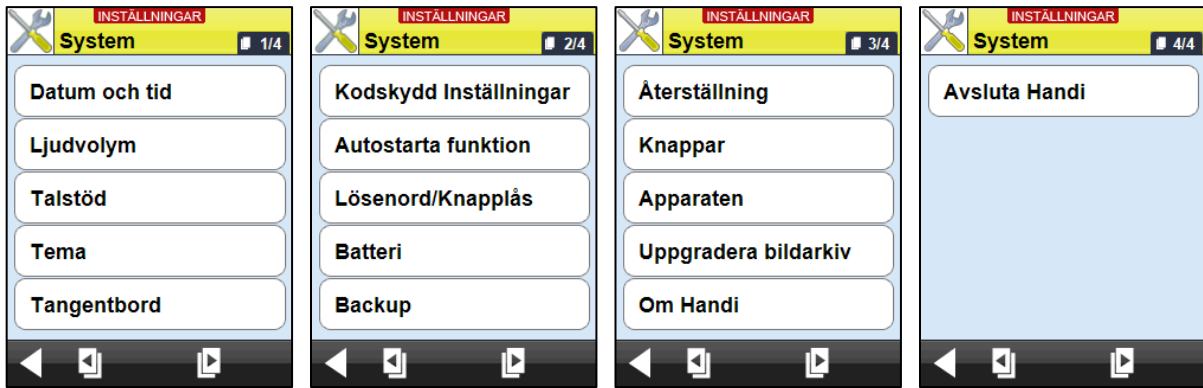 INSTÄLLNINGAR
System
1/4
Datum och tid
Ljudvolym
Talstöd
Tema
Tangentbord
INSTÄLLNINGAR
System
2/4
Kodskydd Inställningar
Autostarta funktion
Lösenord/Knapplås
Batteri
Backup
INSTÄLLNINGAR
System
3/4
Återställning
Knappar
Apparaten
Uppgradera bildarkiv
Om Handi
INSTÄLLNINGAR
System
4/4
Avsluta Handi